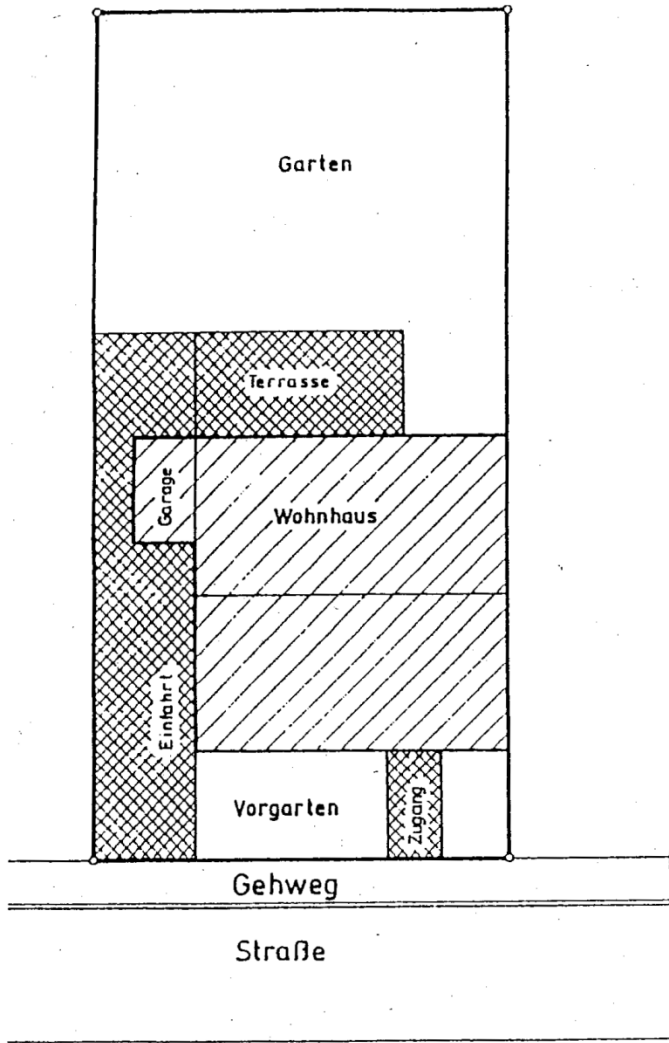 Garten
Terrasse
Garage
Wohnhaus
Einfahrt
Vorgarten
Zugang
Gehweg
Straße